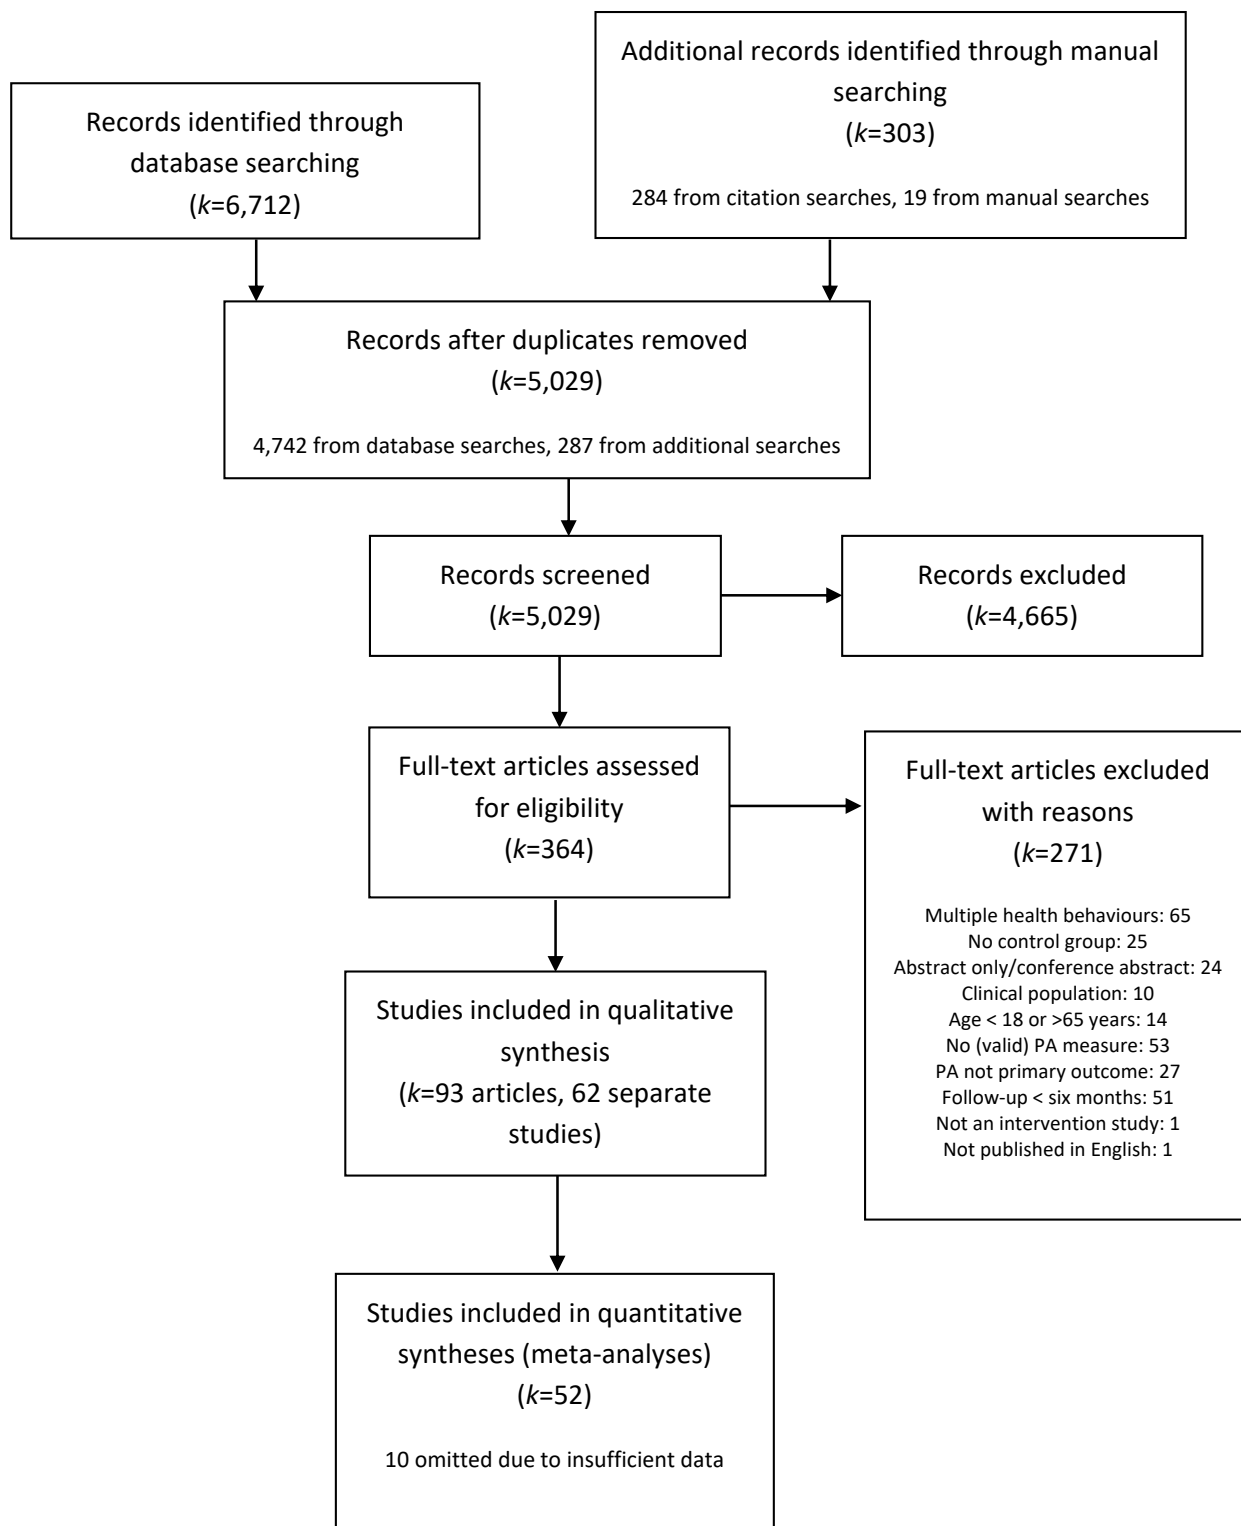 Records identified through
database searching
(k=6,712)
Additional records identified through manual
searching
(k=303)
284 from citation searches, 19 from manual searches
Records after duplicates removed
(k=5,029)
4,742 from database searches, 287 from additional searches
Records screened
(k=5,029)
Records excluded
(k=4,665)
Full-text articles assessed
for eligibility
(k=364)
Full-text articles excluded
with reasons
(k=271)
Multiple health behaviours: 65
No control group: 25
Abstract only/conference abstract: 24
Clinical population: 10
Age < 18 or >65 years: 14
No (valid) PA measure: 53
PA not primary outcome: 27
Follow-up < six months: 51
Not an intervention study: 1
Not published in English: 1
Studies included in qualitative
synthesis
(k=93 articles, 62 separate
studies)
Studies included in quantitative
syntheses (meta-analyses)
(k=52)
10 omitted due to insufficient data